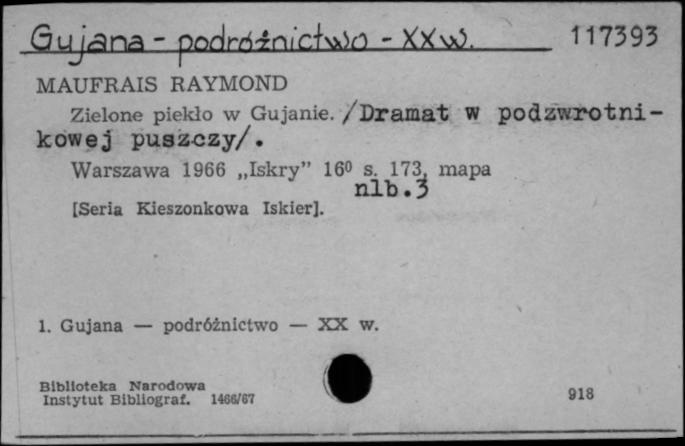 Gujana - podróżnictwo - XX w. 117393
MAUFRAIS RAYMOND
Zielone piekło w Gujanie. /Dramat w podzwrotni-
kowej puszczy/.
Warszawa 1966 „Iskry” 16⁰ s. 173, mapa
nlb.3
[Seria Kieszonkowa Iskier].
1. Gujana — podróżnictwo — XX w.
Biblioteka Narodowa
Instytut Bibliograf. 1466/67 918